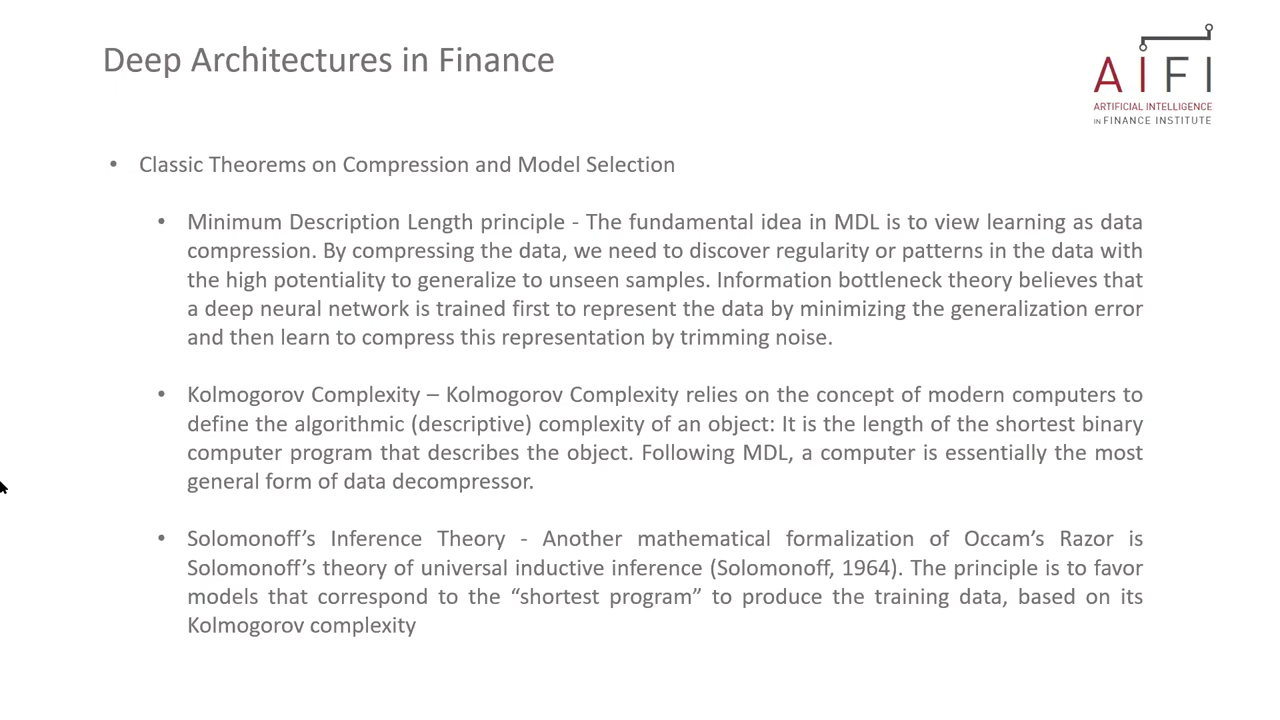 Deep Architectures in Finance
AIFI
ARTIFICIAL INTELLIGENCE
IN FINANCE INSTITUTE
• Classic Theorems on Compression and Model Selection
• Minimum Description Length principle - The fundamental idea in MDL is to view learning as data
compression. By compressing the data, we need to discover regularity or patterns in the data with
the high potentiality to generalize to unseen samples. Information bottleneck theory believes that
a deep neural network is trained first to represent the data by minimizing the generalization error
and then learn to compress this representation by trimming noise.
• Kolmogorov Complexity – Kolmogorov Complexity relies on the concept of modern computers to
define the algorithmic (descriptive) complexity of an object: It is the length of the shortest binary
computer program that describes the object. Following MDL, a computer is essentially the most
general form of data decompressor.
• Solomonoff’s Inference Theory - Another mathematical formalization of Occam’s Razor is
Solomonoff’s theory of universal inductive inference (Solomonoff, 1964). The principle is to favor
models that correspond to the “shortest program” to produce the training data, based on its
Kolmogorov complexity